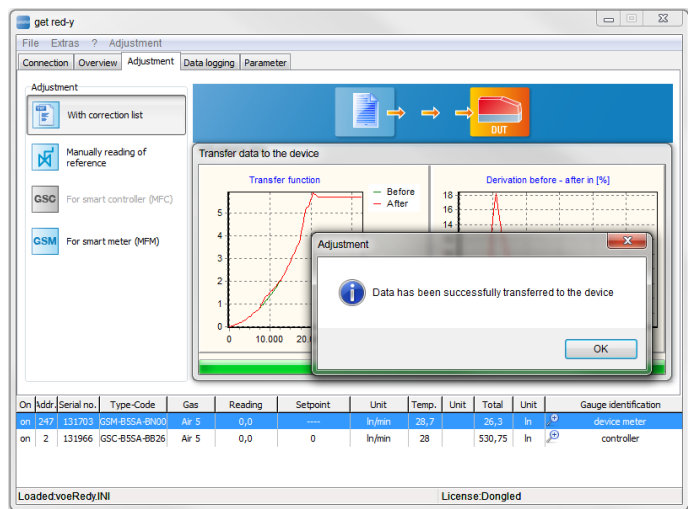 get red-y
File Extras ? Adjustment
Connection Overview Adjustment Data logging Parameter
Adjustment
With correction list
Manually reading of
reference
GSC For smart controller (MFC)
GSM For smart meter (MFM)
DUT
Transfer data to the device
Transfer function
Before
After
5
4
3
2
1
0
0 10.000 20.
Derivation before - after in [%]
18
16
14
Adjustment
Data has been successfully transferred to the device
OK
On Addr. Serial no. Type-Code Gas Reading Setpoint Unit Temp. Unit Total Unit Gauge identification
on 247 131703 GSM-B5SA-BN00 Air 5 0,0 ---- ln/min 28,7 26,3 ln device meter
on 2 131966 GSC-B5SA-BB26 Air 5 0,0 0 ln/min 28 530,75 ln controller
Loaded:voeRedy.INI License:Dongled